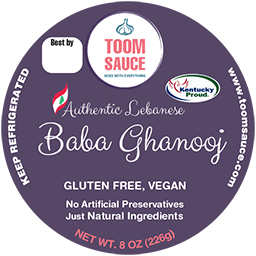 Best by
TOOM
SAUCE
GOES WITH EVERYTHING
Kentucky
Proud.
KEEP REFRIGERATED
www.toomsauce.com
Authentic Lebanese
Baba Ghanooj
GLUTEN FREE, VEGAN
No Artificial Preservatives
Just Natural Ingredients
NET WT. 8 OZ (226g)